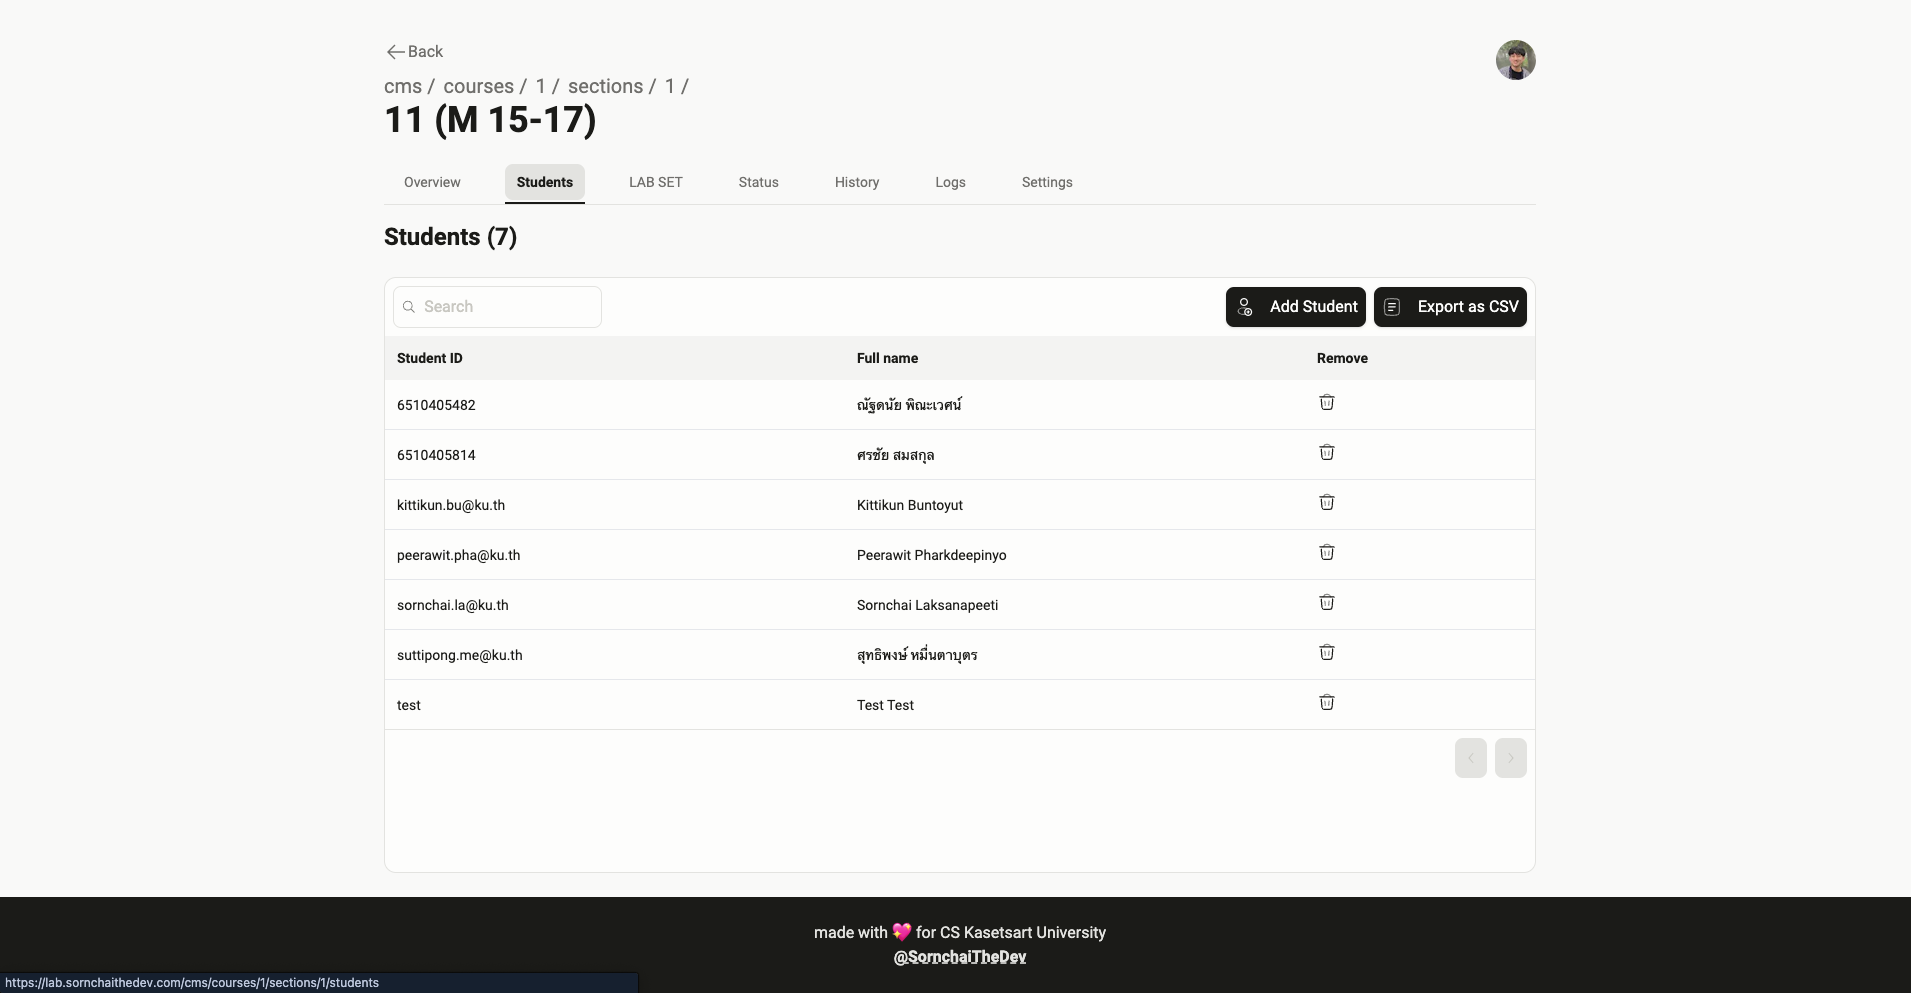 Back
cms / courses / 1 / sections / 1 /
11 (M 15-17)
Overview Students LAB SET Status History Logs Settings
Students (7)
Search Add Student Export as CSV
Student ID Full name Remove
6510405482 ณัฐดนัย พิณะเวศน์
6510405814 ศรชัย สมสกุล
kittikun.bu@ku.th Kittikun Buntoyut
peerawit.pha@ku.th Peerawit Pharkdeepinyo
sornchai.la@ku.th Sornchai Laksanapeeti
suttipong.me@ku.th สุทธิพงษ์ หมื่นตาบุตร
test Test Test
made with 💖 for CS Kasetsart University
@SornchaiTheDev
https://lab.sornchaithedev.com/cms/courses/1/sections/1/students